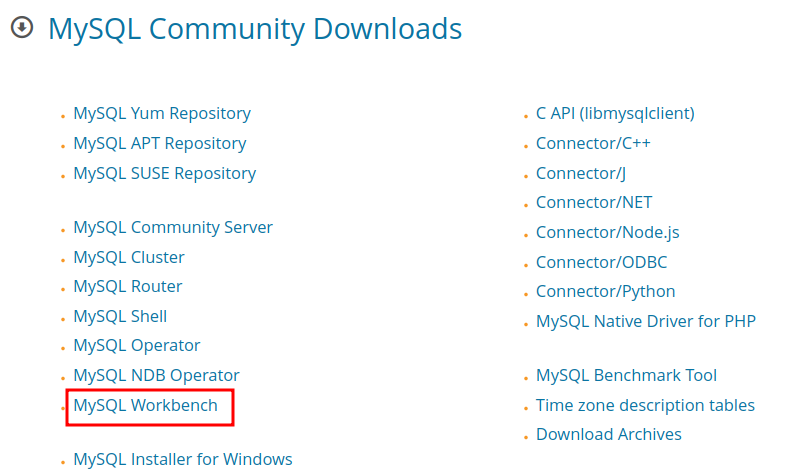 MySQL Community Downloads
MySQL Yum Repository
MySQL APT Repository
MySQL SUSE Repository
MySQL Community Server
MySQL Cluster
MySQL Router
MySQL Shell
MySQL Operator
MySQL NDB Operator
MySQL Workbench
MySQL Installer for Windows
C API (libmysqlclient)
Connector/C++
Connector/J
Connector/NET
Connector/Node.js
Connector/ODBC
Connector/Python
MySQL Native Driver for PHP
MySQL Benchmark Tool
Time zone description tables
Download Archives